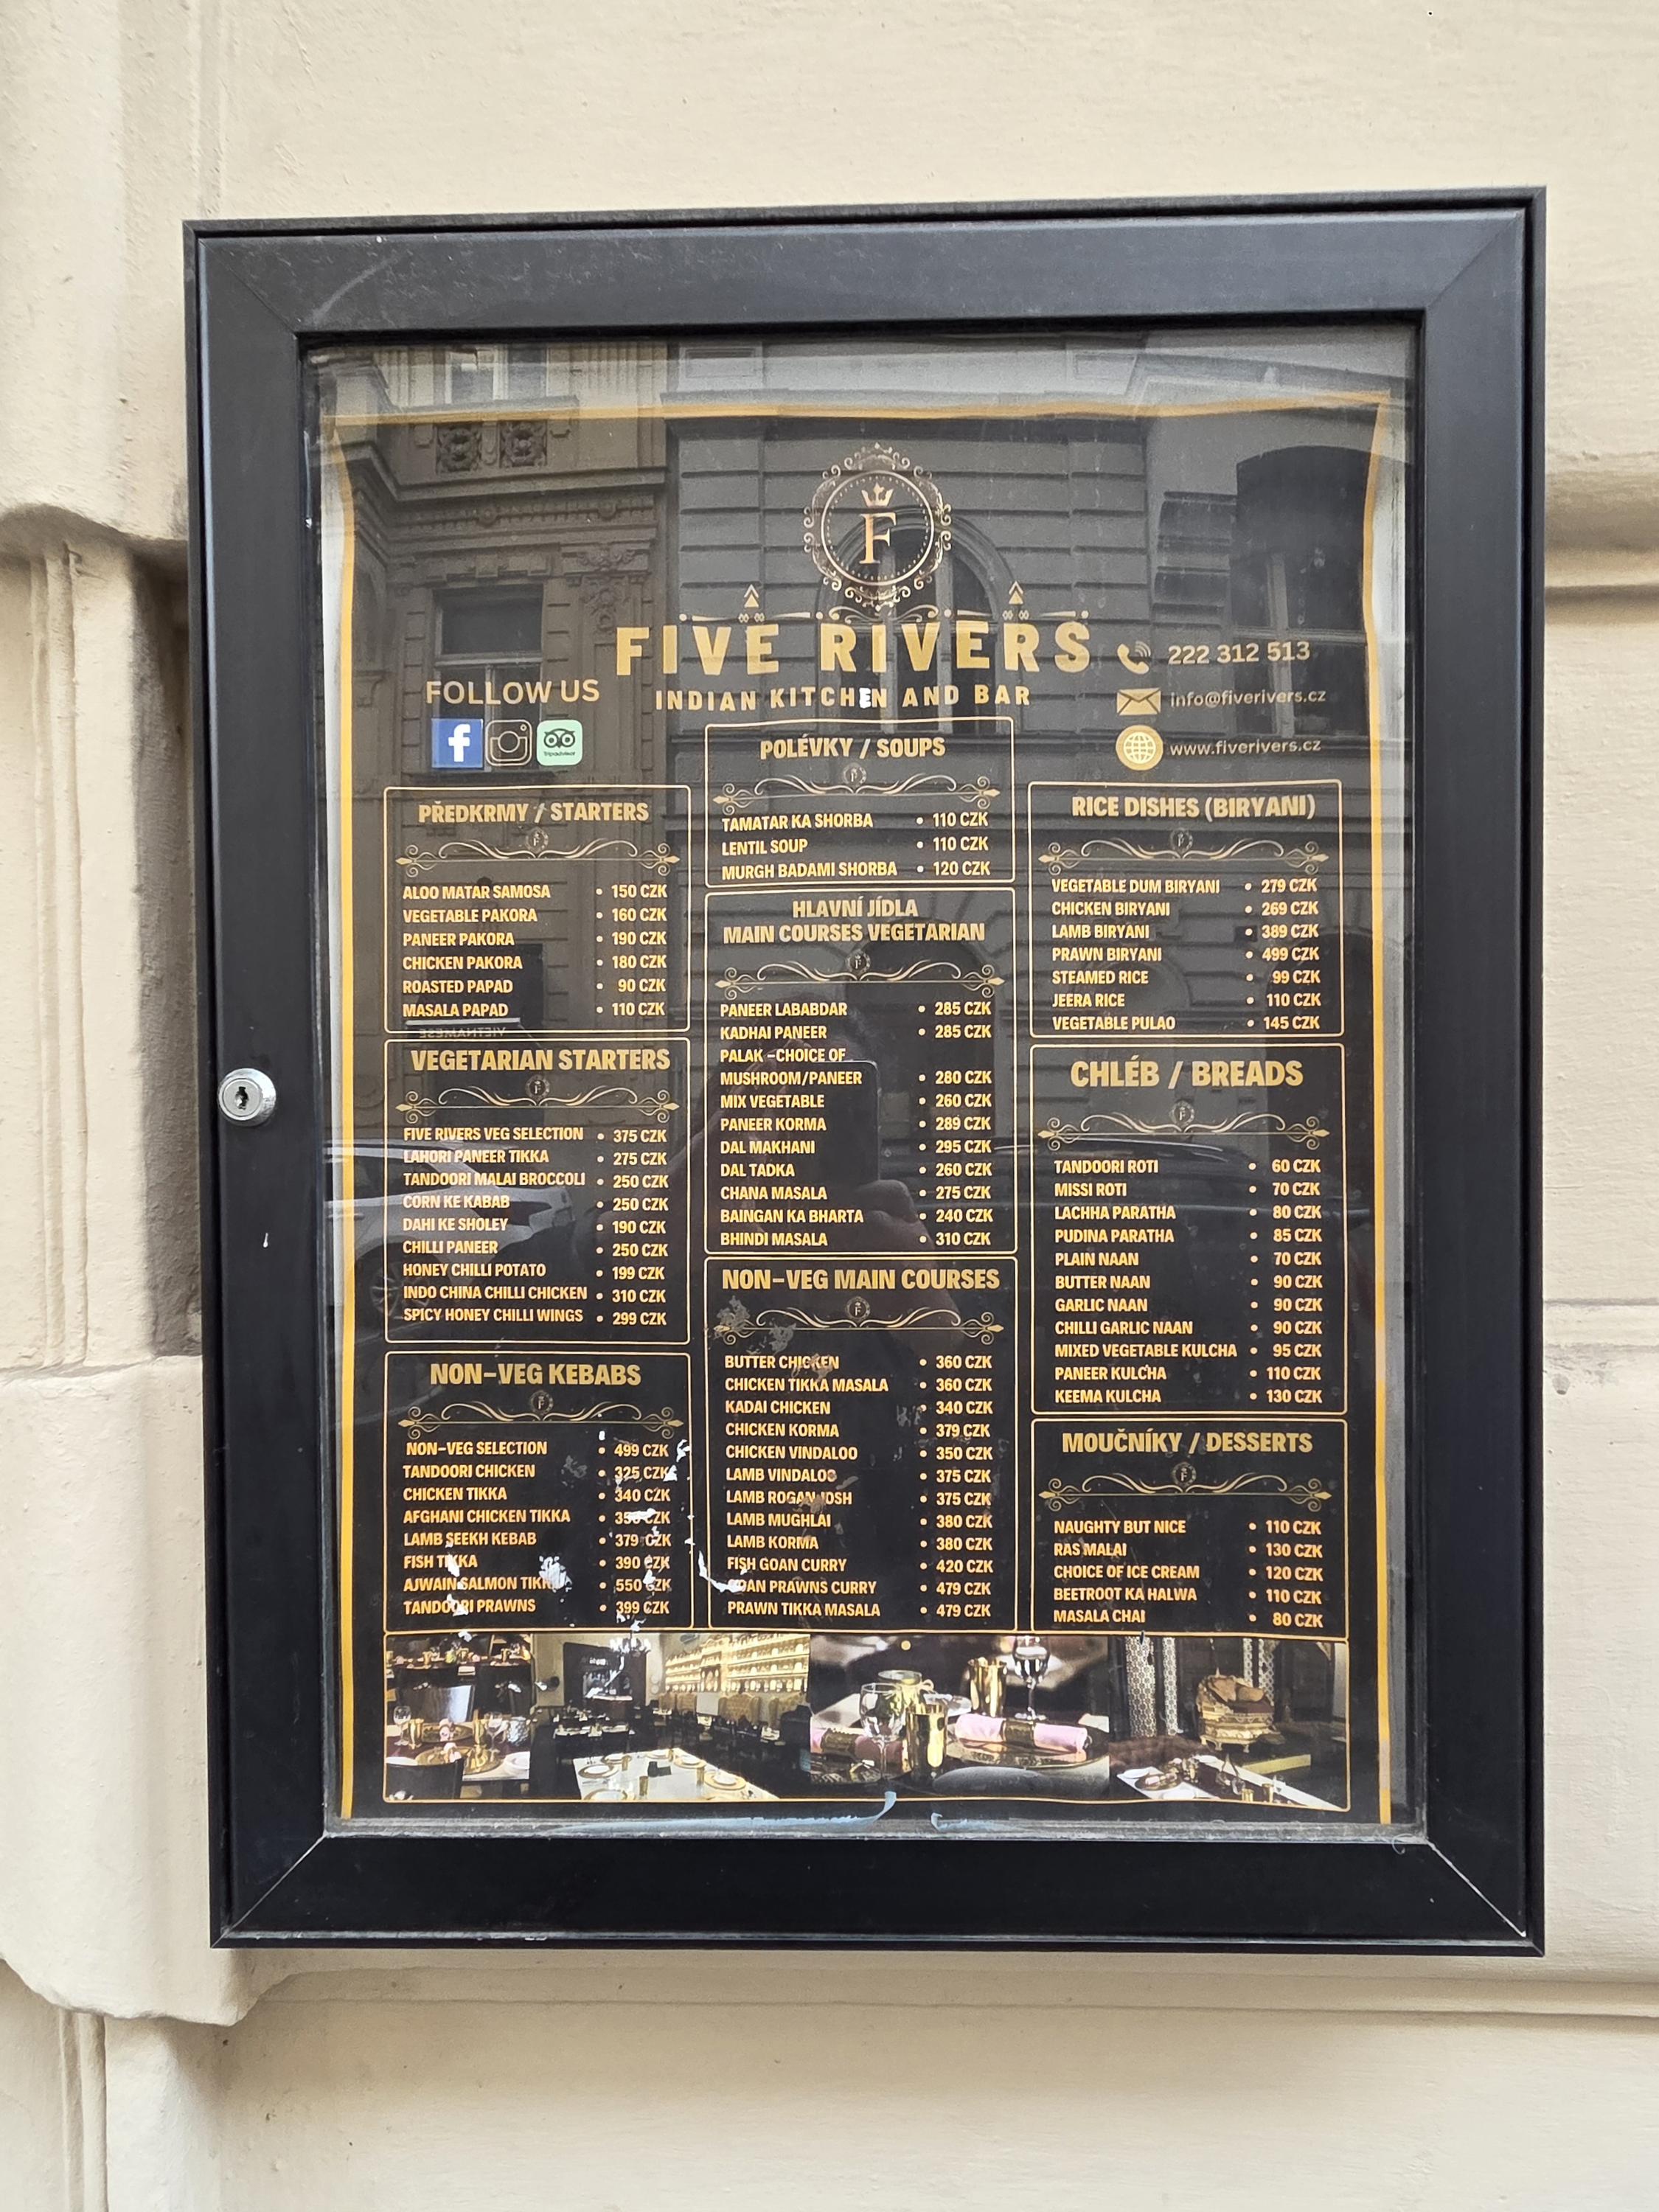 F
FIVE RIVERS
INDIAN KITCHEN AND BAR
222 312 513
info@fiverivers.cz
www.fiverivers.cz
FOLLOW US
Tripadvisor
PŘEDKRMY / STARTERS
ALOO MATAR SAMOSA • 150 CZK
VEGETABLE PAKORA • 160 CZK
PANEER PAKORA • 190 CZK
CHICKEN PAKORA • 180 CZK
ROASTED PAPAD • 90 CZK
MASALA PAPAD • 110 CZK
VEGETARIAN STARTERS
FIVE RIVERS VEG SELECTION • 375 CZK
LAHORI PANEER TIKKA • 275 CZK
TANDOORI MALAI BROCCOLI • 250 CZK
CORN KE KABAB • 250 CZK
DAHI KE SHOLEY • 190 CZK
CHILLI PANEER • 250 CZK
HONEY CHILLI POTATO • 199 CZK
INDO CHINA CHILLI CHICKEN • 310 CZK
SPICY HONEY CHILLI WINGS • 299 CZK
NON-VEG KEBABS
NON-VEG SELECTION • 499 CZK
TANDOORI CHICKEN • 325 CZK
CHICKEN TIKKA • 340 CZK
AFGHANI CHICKEN TIKKA • CZK
LAMB SEEKH KEBAB • 379 CZK
FISH TIKKA • 390 CZK
AJWAIN SALMON TIKKA • 550 CZK
TANDOORI PRAWNS • 399 CZK
POLÉVKY / SOUPS
TAMATAR KA SHORBA • 110 CZK
LENTIL SOUP • 110 CZK
MURGH BADAMI SHORBA • 120 CZK
HLAVNÍ JÍDLA
MAIN COURSES VEGETARIAN
PANEER LABABDAR • 285 CZK
KADHAI PANEER • 285 CZK
PALAK -CHOICE OF
MUSHROOM/PANEER • 280 CZK
MIX VEGETABLE • 260 CZK
PANEER KORMA • 289 CZK
DAL MAKHANI • 295 CZK
DAL TADKA • 260 CZK
CHANA MASALA • 275 CZK
BAINGAN KA BHARTA • 240 CZK
BHINDI MASALA • 310 CZK
NON-VEG MAIN COURSES
BUTTER CHICKEN • 360 CZK
CHICKEN TIKKA MASALA • 360 CZK
KADAI CHICKEN • 340 CZK
CHICKEN KORMA • 379 CZK
CHICKEN VINDALOO • 350 CZK
LAMB VINDALOO • 375 CZK
LAMB ROGAN JOSH • 375 CZK
LAMB MUGHLAI • 380 CZK
LAMB KORMA • 380 CZK
FISH GOAN CURRY • 420 CZK
GOAN PRAWNS CURRY • 479 CZK
PRAWN TIKKA MASALA • 479 CZK
RICE DISHES (BIRYANI)
VEGETABLE DUM BIRYANI • 279 CZK
CHICKEN BIRYANI • 269 CZK
LAMB BIRYANI • 389 CZK
PRAWN BIRYANI • 499 CZK
STEAMED RICE • 99 CZK
JEERA RICE • 110 CZK
VEGETABLE PULAO • 145 CZK
CHLÉB / BREADS
TANDOORI ROTI • 60 CZK
MISSI ROTI • 70 CZK
LACHHA PARATHA • 80 CZK
PUDINA PARATHA • 85 CZK
PLAIN NAAN • 70 CZK
BUTTER NAAN • 90 CZK
GARLIC NAAN • 90 CZK
CHILLI GARLIC NAAN • 90 CZK
MIXED VEGETABLE KULCHA • 95 CZK
PANEER KULCHA • 110 CZK
KEEMA KULCHA • 130 CZK
MOUČNÍKY / DESSERTS
NAUGHTY BUT NICE • 110 CZK
RAS MALAI • 130 CZK
CHOICE OF ICE CREAM • 120 CZK
BEETROOT KA HALWA • 110 CZK
MASALA CHAI • 80 CZK